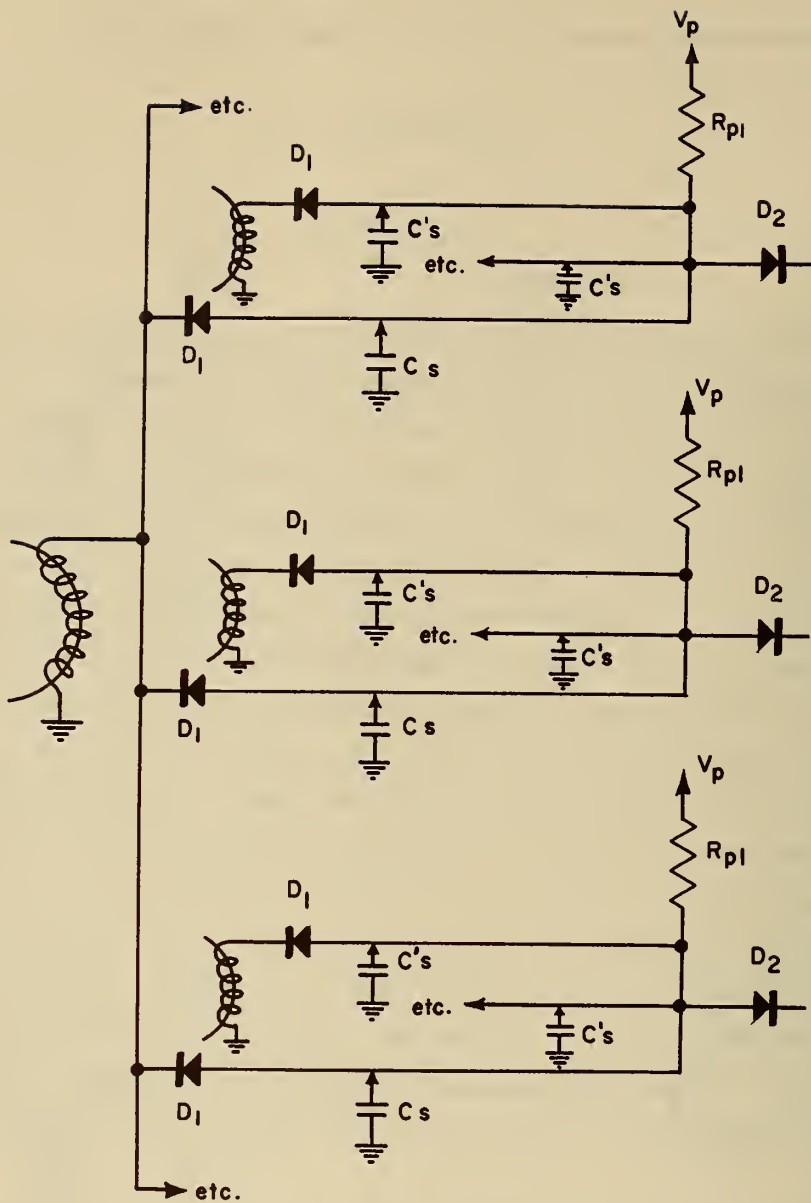 Vp
etc.
Rp1
D1
D2
C's
etc.
C's
D1
Cs
Vp
Rp1
D1
D2
C's
etc.
C's
D1
Cs
Vp
Rp1
D1
D2
C's
etc.
C's
D1
Cs
etc.